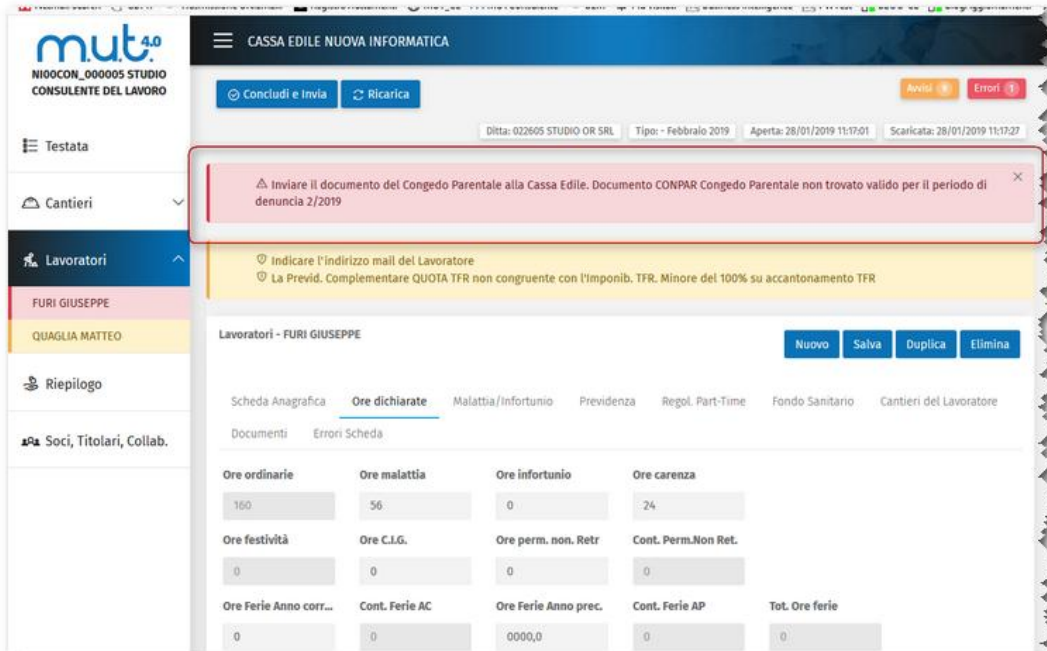 m.u.t. 4.0
NI00CON_000005 STUDIO
CONSULENTE DEL LAVORO
CASSA EDILE NUOVA INFORMATICA
Concludi e Invia Ricarica Avvisi Errori 1
Ditta: 022605 STUDIO OR SRL Tipo: - Febbraio 2019 Aperta: 28/01/2019 11:17:01 Scaricata: 28/01/2019 11:17:27
Testata
Cantieri
Lavoratori
FURI GIUSEPPE
QUAGLIA MATTEO
Riepilogo
Soci, Titolari, Collab.
Inviare il documento del Congedo Parentale alla Cassa Edile. Documento CONPAR Congedo Parentale non trovato valido per il periodo di
denuncia 2/2019
Indicare l'indirizzo mail del Lavoratore
La Previd. Complementare QUOTA TFR non congruente con l'Imponib. TFR. Minore del 100% su accantonamento TFR
Lavoratori - FURI GIUSEPPE
Nuovo Salva Duplica Elimina
Scheda Anagrafica Ore dichiarate Malattia/Infortunio Previdenza Regol. Part-Time Fondo Sanitario Cantieri del Lavoratore
Documenti Errori Scheda
Ore ordinarie Ore malattia Ore infortunio Ore carenza
160 56 0 24
Ore festività Ore C.I.G. Ore perm. non. Retr Cont. Perm.Non Ret.
0 0 0 0
Ore Ferie Anno corr... Cont. Ferie AC Ore Ferie Anno prec. Cont. Ferie AP Tot. Ore ferie
0 0 0000,0 0 0